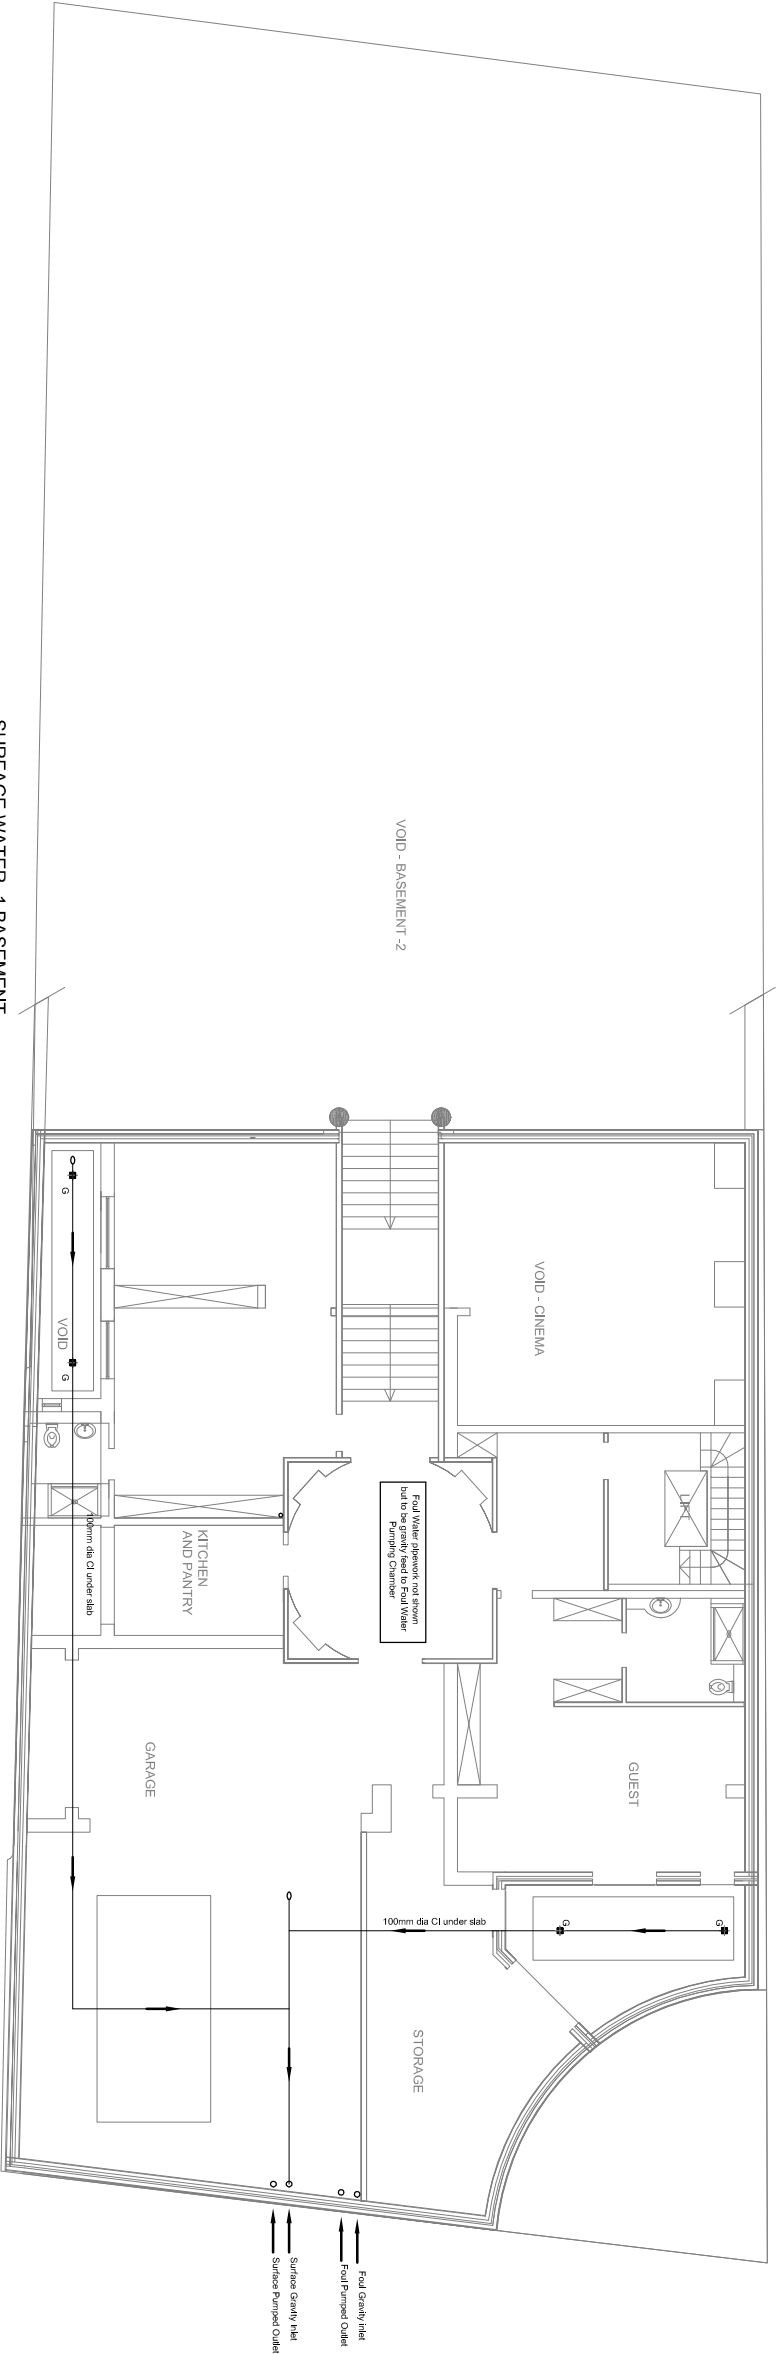 SURFACE WATER -1 BASEMENT
VOID - BASEMENT -2
VOID - CINEMA
LIFT
Foul Water pipework not shown
but to be gravity feed to Foul Water
Pumping Chamber
VOID
G
G
KITCHEN
AND PANTRY
100mm dia CI under slab
GARAGE
GUEST
G
G
100mm dia CI under slab
STORAGE
Foul Gravity inlet
Foul Pumped Outlet
Surface Gravity Inlet
Surface Pumped Outlet